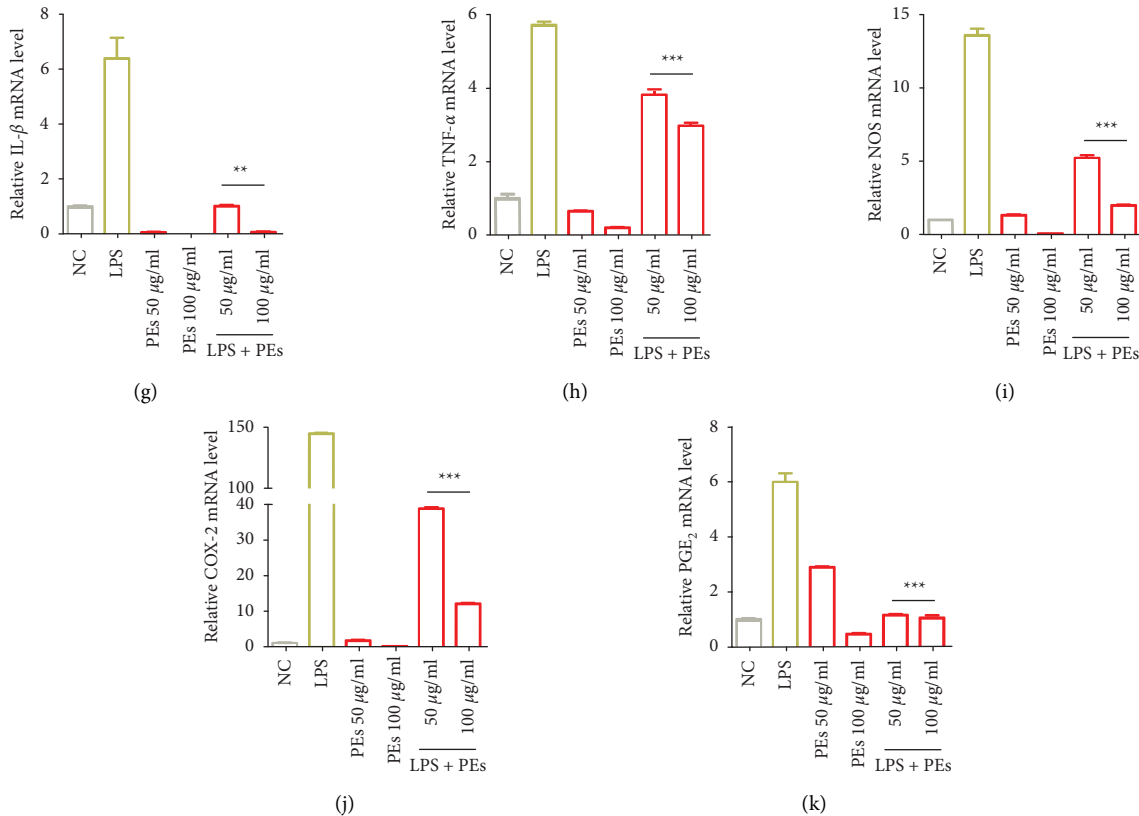 Relative IL-β mRNA level
8
6
4
2
0
**
NC
LPS
PEs 50 μg/ml
PEs 100 μg/ml
50 μg/ml
100 μg/ml
LPS + PEs
(g)
Relative TNF-α mRNA level
6
4
2
0
***
NC
LPS
PEs 50 μg/ml
PEs 100 μg/ml
50 μg/ml
100 μg/ml
LPS + PEs
(h)
Relative NOS mRNA level
15
10
5
0
***
NC
LPS
PEs 50 μg/ml
PEs 100 μg/ml
50 μg/ml
100 μg/ml
LPS + PEs
(i)
Relative COX-2 mRNA level
150
100
40
30
20
10
0
***
NC
LPS
PEs 50 μg/ml
PEs 100 μg/ml
50 μg/ml
100 μg/ml
LPS + PEs
(j)
Relative PGE₂ mRNA level
8
6
4
2
0
***
NC
LPS
PEs 50 μg/ml
PEs 100 μg/ml
50 μg/ml
100 μg/ml
LPS + PEs
(k)